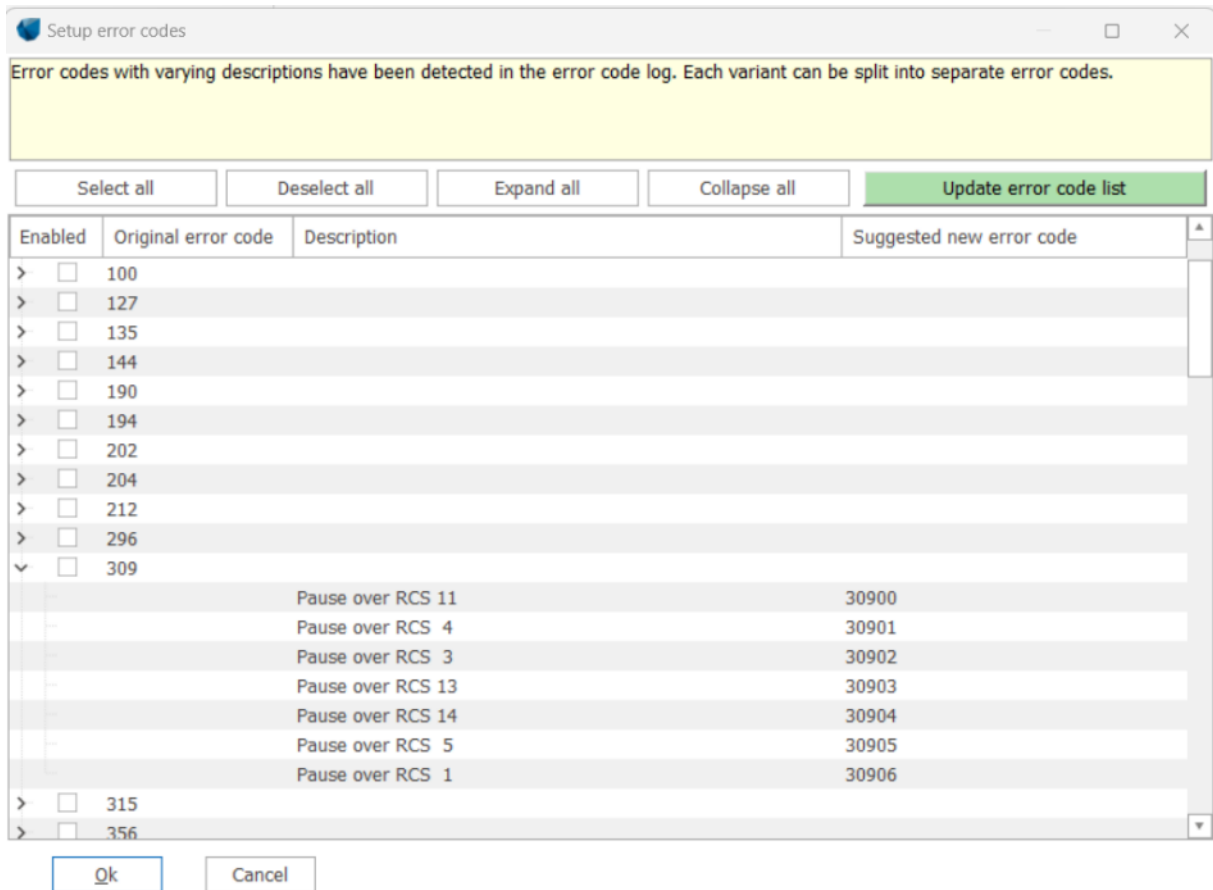 Setup error codes
Error codes with varying descriptions have been detected in the error code log. Each variant can be split into separate error codes.
Select all Deselect all Expand all Collapse all Update error code list
Enabled Original error code Description Suggested new error code
100
127
135
144
190
194
202
204
212
296
309
Pause over RCS 11 30900
Pause over RCS  4 30901
Pause over RCS  3 30902
Pause over RCS 13 30903
Pause over RCS 14 30904
Pause over RCS  5 30905
Pause over RCS  1 30906
315
356
Ok Cancel